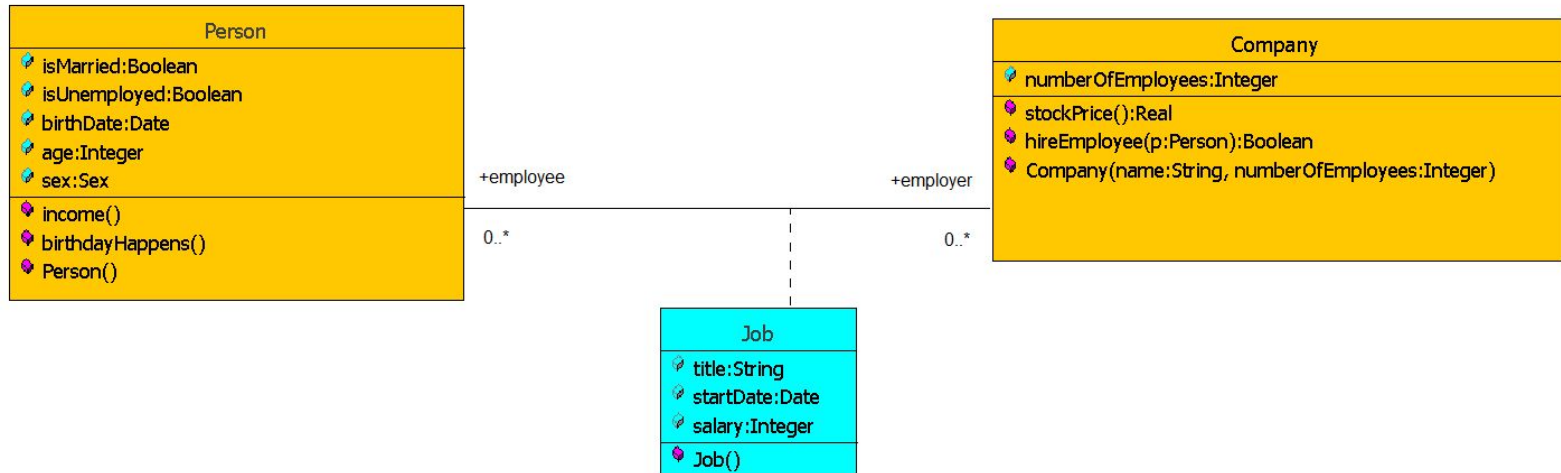 Person
isMarried:Boolean
isUnemployed:Boolean
birthDate:Date
age:Integer
sex:Sex
income()
birthdayHappens()
Person()
+employee
0..*
+employer
0..*
Company
numberOfEmployees:Integer
stockPrice():Real
hireEmployee(p:Person):Boolean
Company(name:String, numberOfEmployees:Integer)
Job
title:String
startDate:Date
salary:Integer
Job()